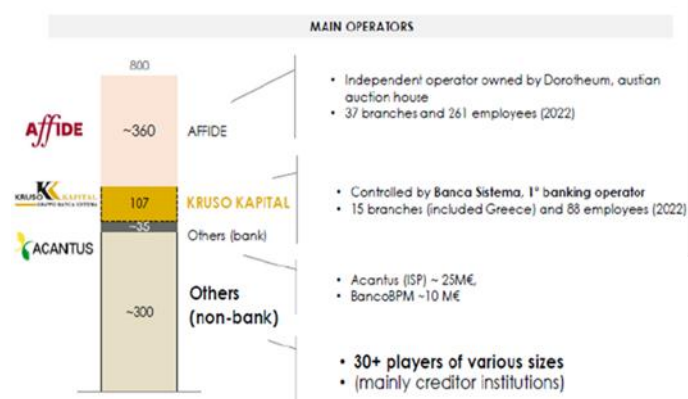 MAIN OPERATORS
800
AFFIDE
~360
AFFIDE
• Independent operator owned by Dorotheum, austian
auction house
• 37 branches and 261 employees (2022)
KRUSO KAPITAL
GRUPPO BANCA SISTEMA
107
KRUSO KAPITAL
• Controlled by Banca Sistema, 1° banking operator
• 15 branches (included Greece) and 88 employees (2022)
~35
Others (bank)
ACANTUS
• Acantus (ISP) ~ 25M€,
• BancoBPM ~10 M€
~300
Others
(non-bank)
• 30+ players of various sizes
• (mainly creditor institutions)